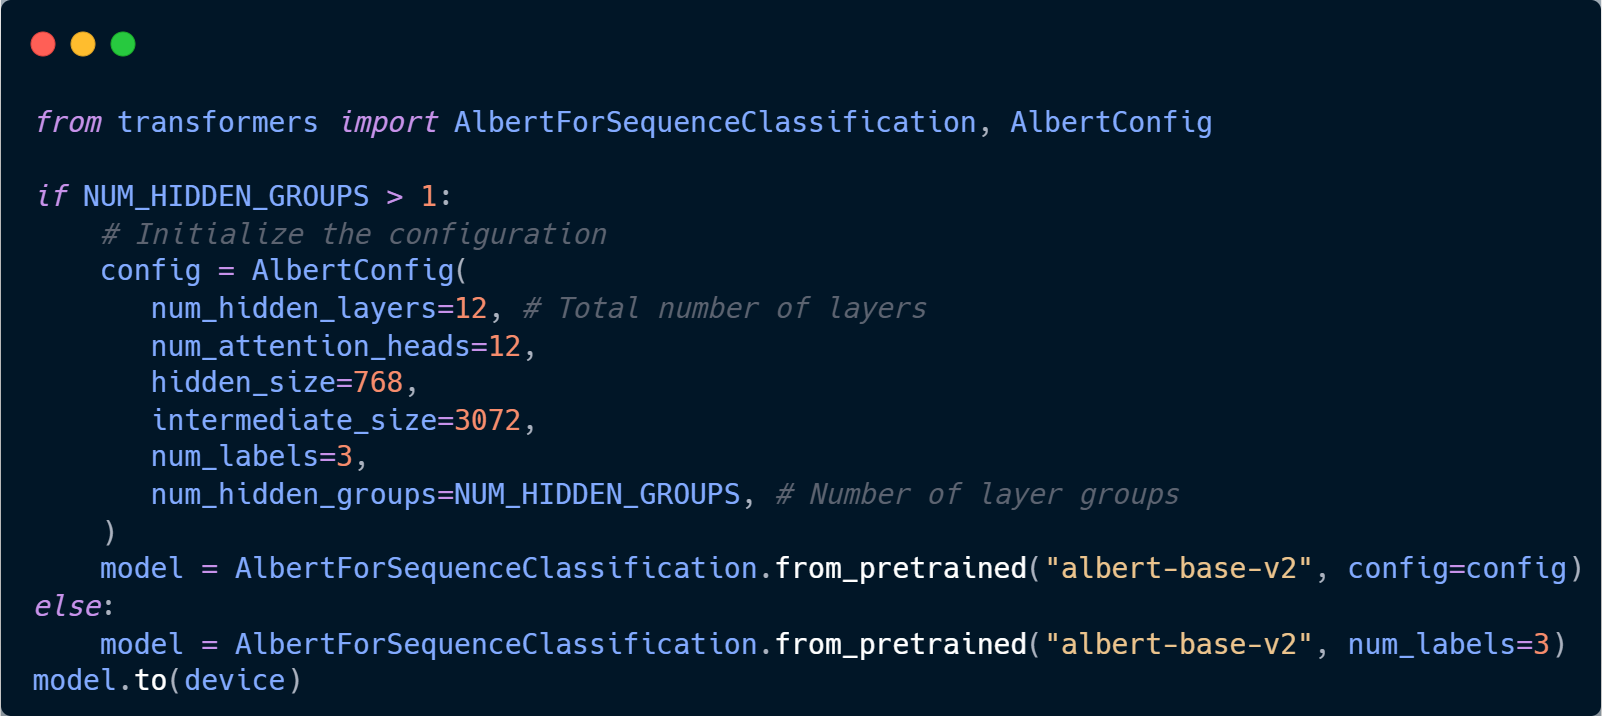 from transformers import AlbertForSequenceClassification, AlbertConfig

if NUM_HIDDEN_GROUPS > 1:
    # Initialize the configuration
    config = AlbertConfig(
       num_hidden_layers=12, # Total number of layers
       num_attention_heads=12,
       hidden_size=768,
       intermediate_size=3072,
       num_labels=3,
       num_hidden_groups=NUM_HIDDEN_GROUPS, # Number of layer groups
    )
    model = AlbertForSequenceClassification.from_pretrained("albert-base-v2", config=config)
else:
    model = AlbertForSequenceClassification.from_pretrained("albert-base-v2", num_labels=3)
model.to(device)